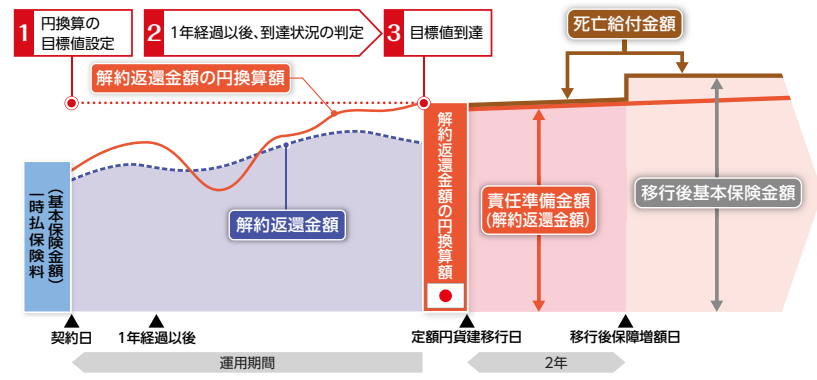 1
円換算の
目標値設定
2
1年経過以後、到達状況の判定
3
目標値到達
死亡給付金額
解約返還金額の円換算額
解約返還金額
一時払保険料
(基本保険金額)
解約返還金額の円換算額
責任準備金額
(解約返還金額)
移行後基本保険金額
契約日
1年経過以後
定額円貨建移行日
移行後保障増額日
運用期間
2年